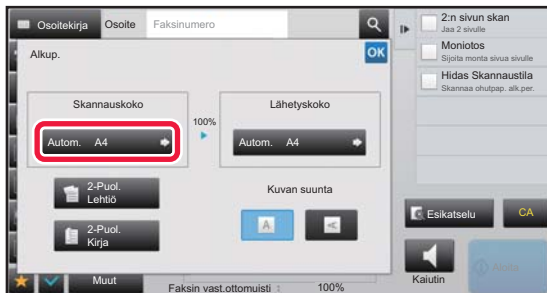 Osoitekirja
Osoite
Faksinumero
2:n sivun skan
Jaa 2 sivulle
Moniotos
Sijoita monta sivua sivulle
Hidas Skannaustila
Skannaa ohutpap. alk.per.
Alkup.
OK
Skannauskoko
100%
Lähetyskoko
Autom. A4
Autom. A4
2-Puol.
Lehtiö
2-Puol.
Kirja
Kuvan suunta
A
A
Esikatselu
CA
Muut
Faksin vast.ottomuisti : 100%
Kaiutin
Aloita